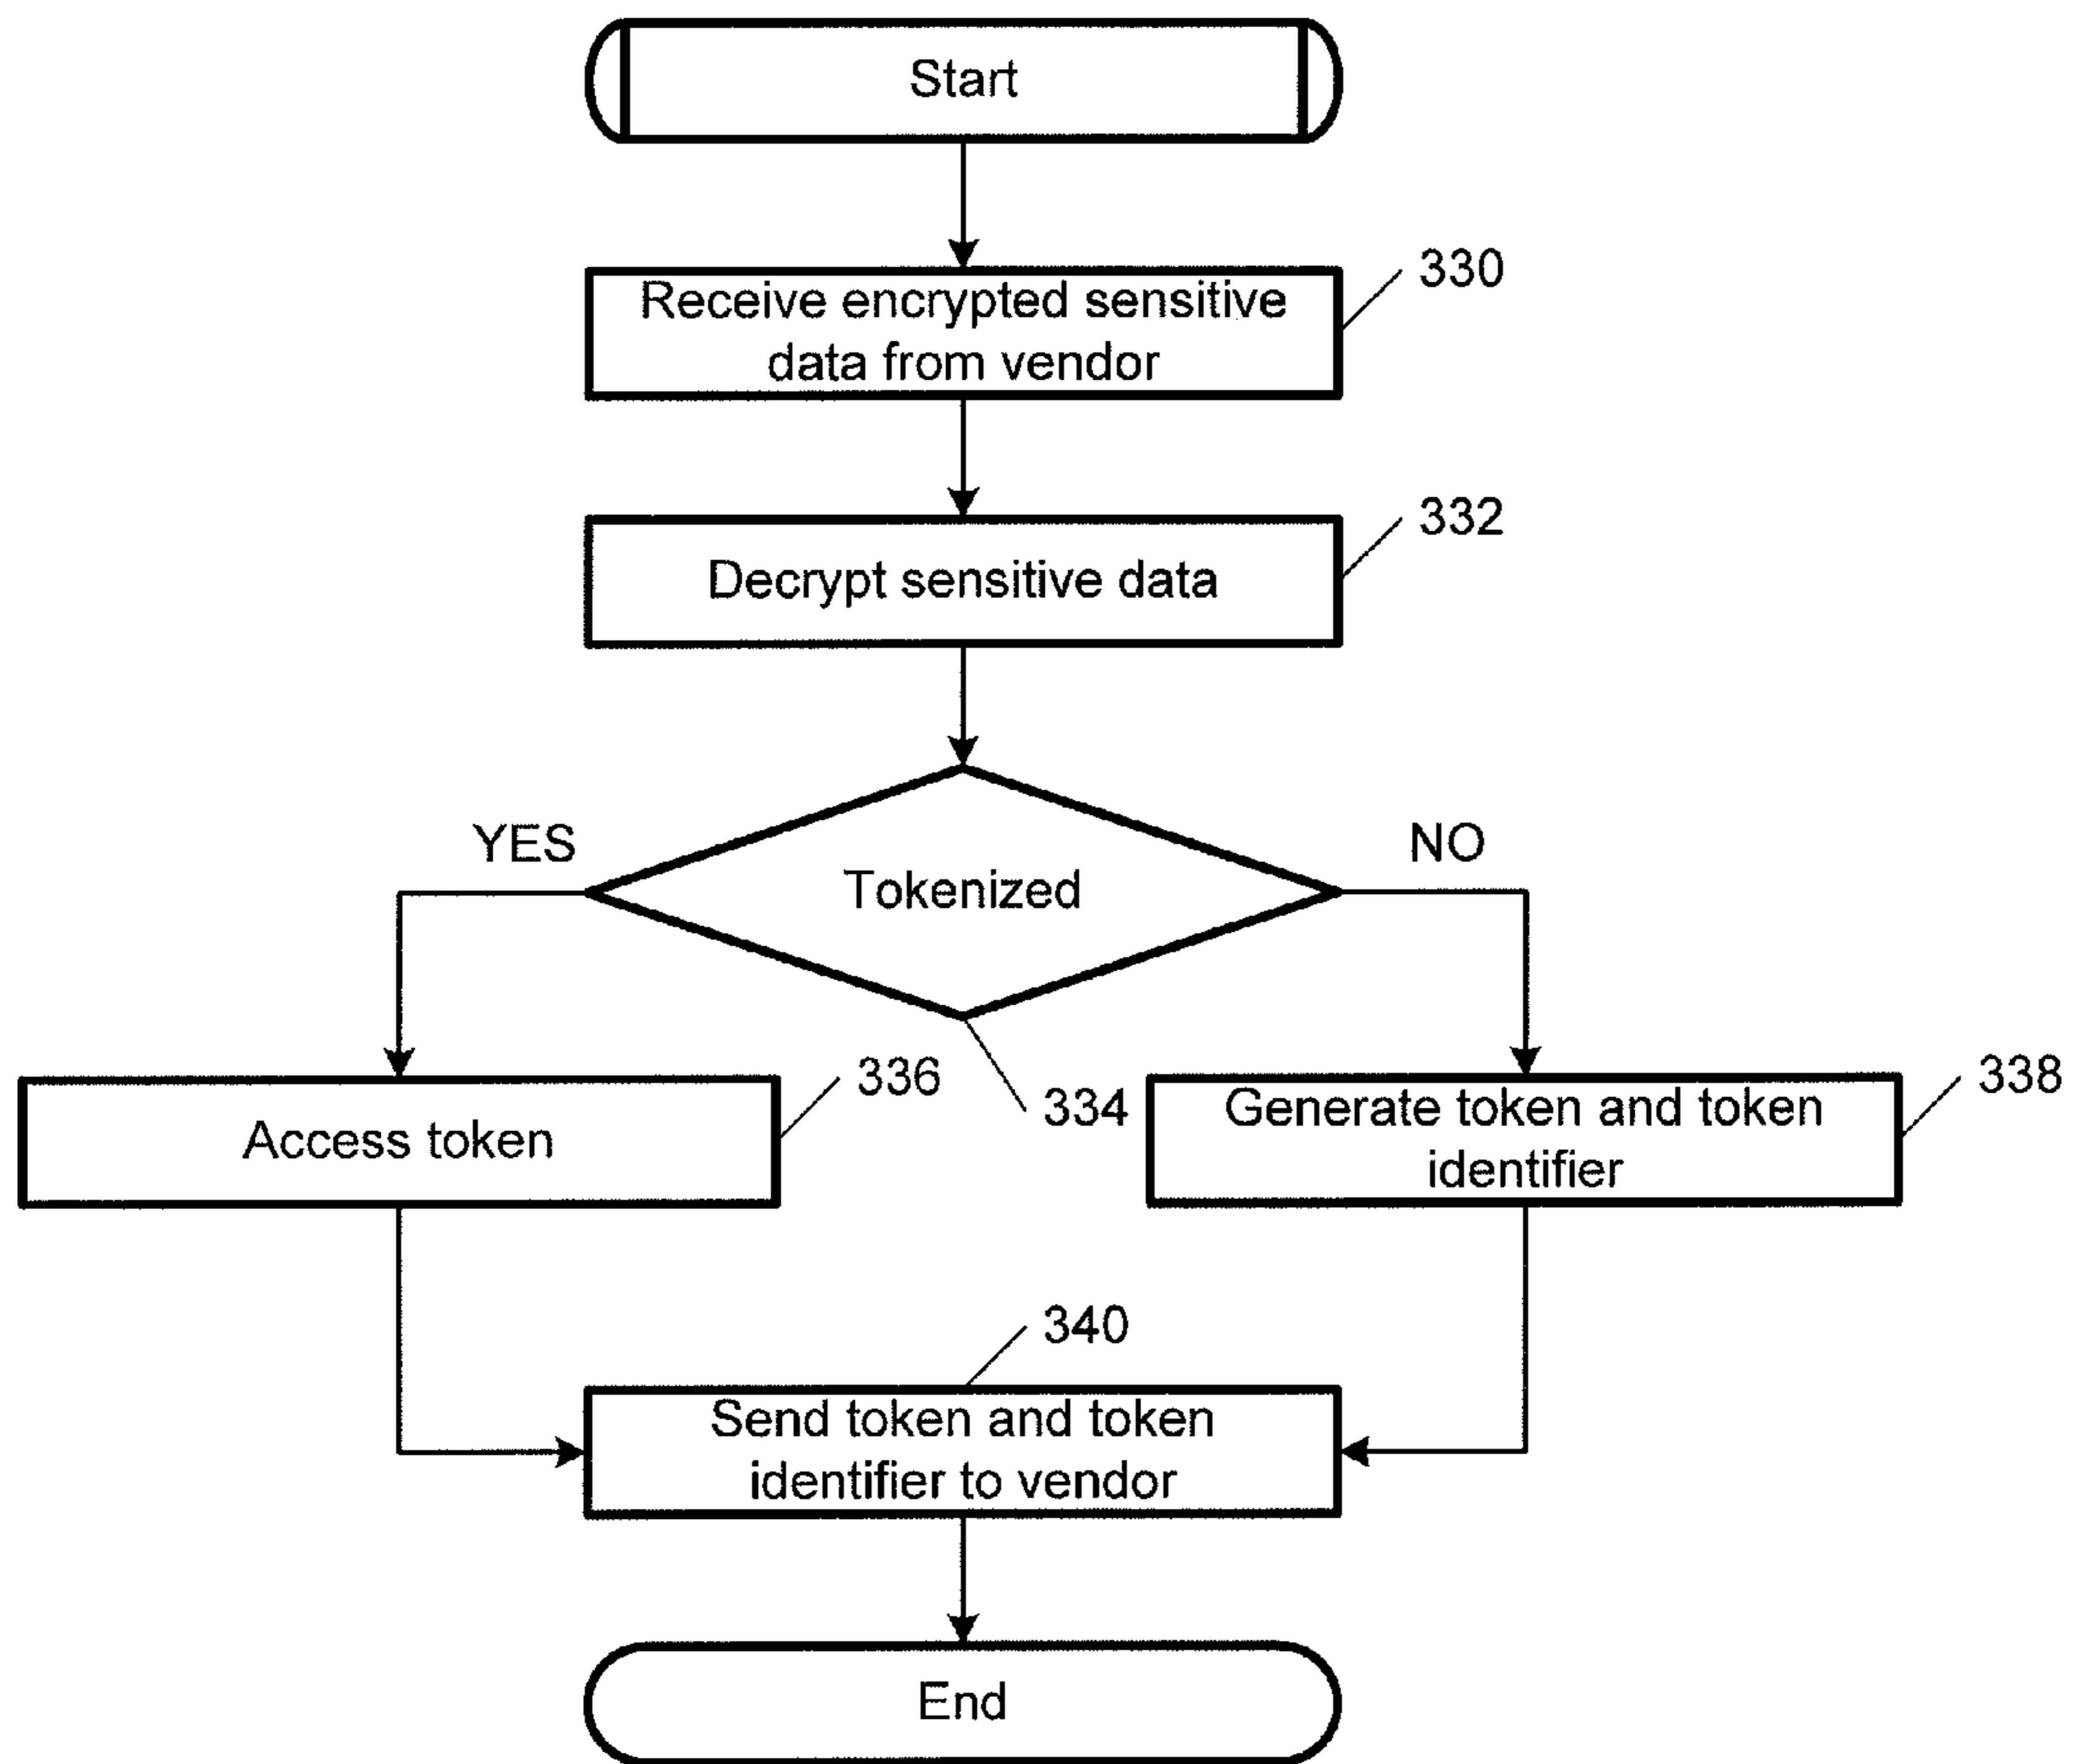 Start
330
Receive encrypted sensitive
data from vendor
332
Decrypt sensitive data
YES
NO
Tokenized
336
334
338
Access token
Generate token and token
identifier
340
Send token and token
identifier to vendor
End